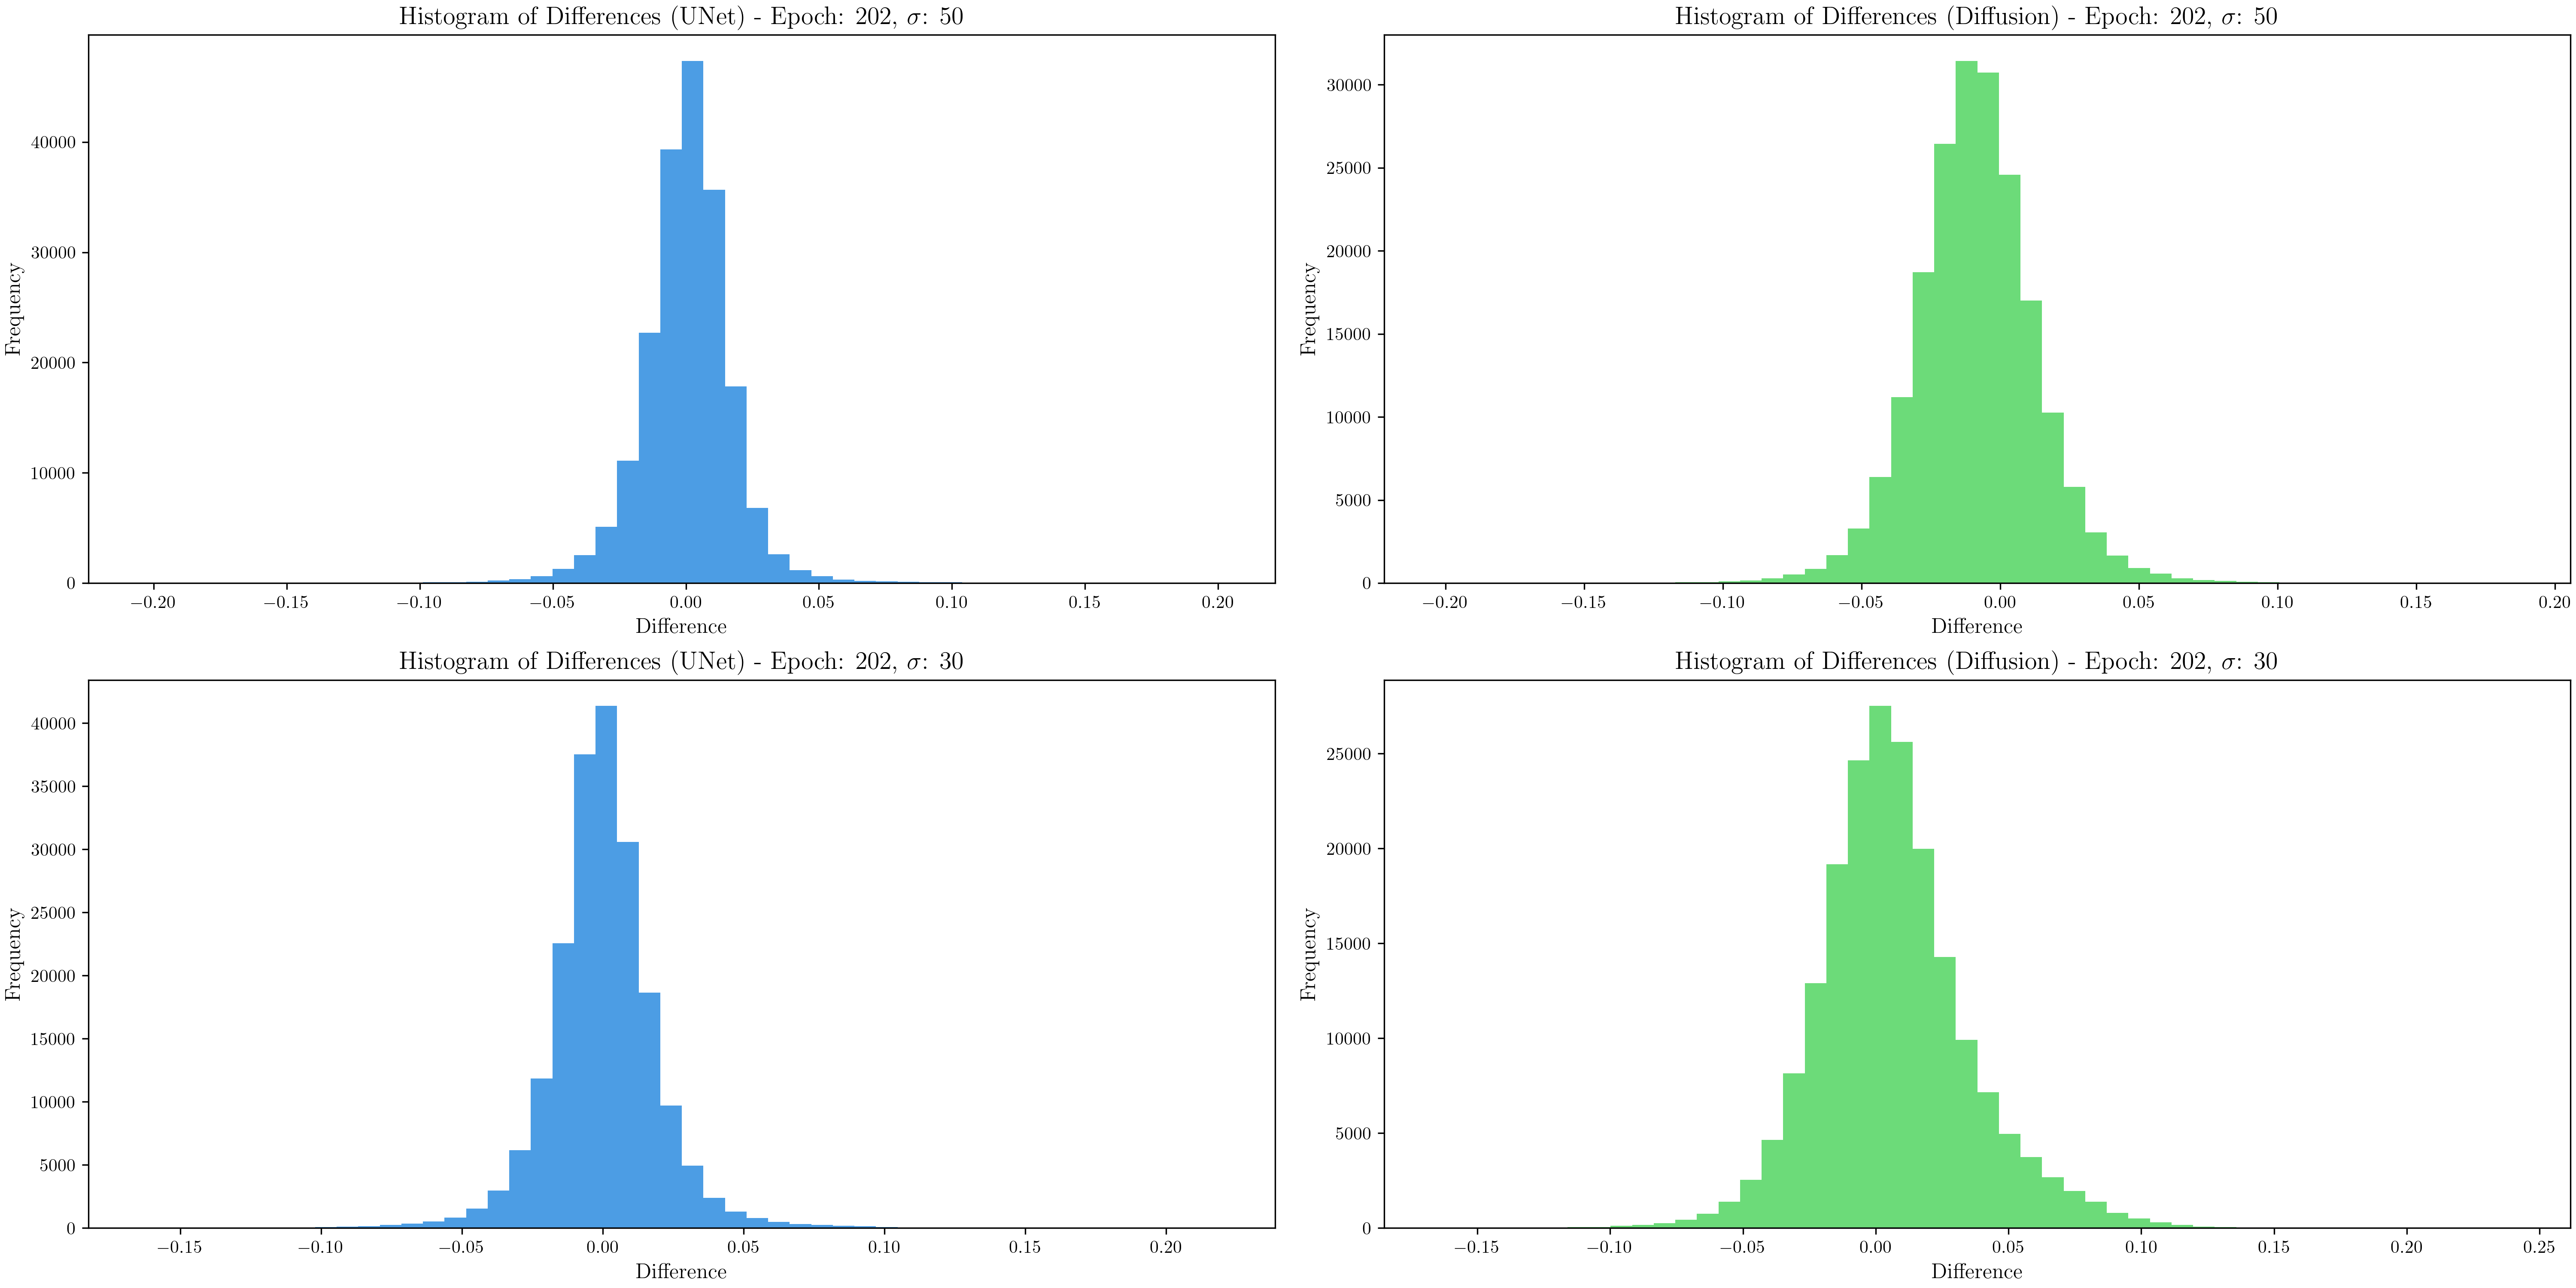 Histogram of Differences (UNet) - Epoch: 202, σ: 50
Frequency
40000
30000
20000
10000
0
−0.20 −0.15 −0.10 −0.05 0.00 0.05 0.10 0.15 0.20
Difference
Histogram of Differences (Diffusion) - Epoch: 202, σ: 50
Frequency
30000
25000
20000
15000
10000
5000
0
−0.20 −0.15 −0.10 −0.05 0.00 0.05 0.10 0.15 0.20
Difference
Histogram of Differences (UNet) - Epoch: 202, σ: 30
Frequency
40000
35000
30000
25000
20000
15000
10000
5000
0
−0.15 −0.10 −0.05 0.00 0.05 0.10 0.15 0.20
Difference
Histogram of Differences (Diffusion) - Epoch: 202, σ: 30
Frequency
25000
20000
15000
10000
5000
0
−0.15 −0.10 −0.05 0.00 0.05 0.10 0.15 0.20 0.25
Difference